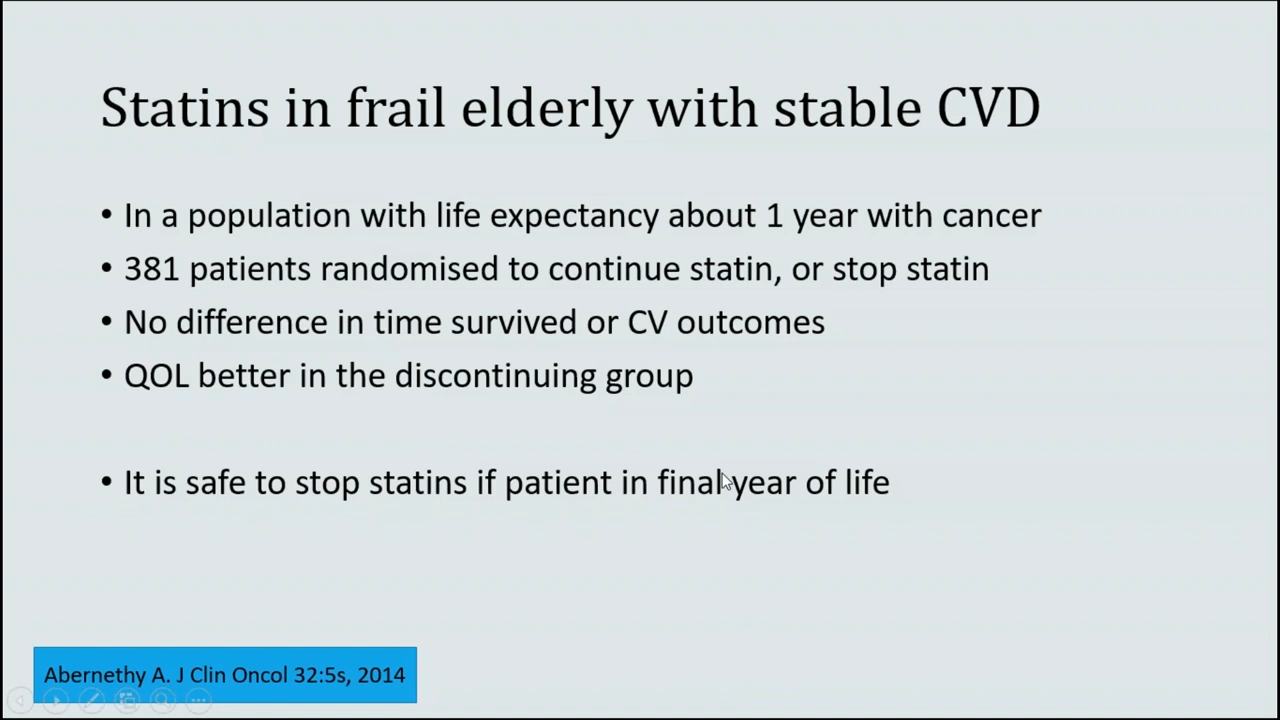 Statins in frail elderly with stable CVD
• In a population with life expectancy about 1 year with cancer
• 381 patients randomised to continue statin, or stop statin
• No difference in time survived or CV outcomes
• QOL better in the discontinuing group
• It is safe to stop statins if patient in final year of life
Abernethy A. J Clin Oncol 32:5s, 2014